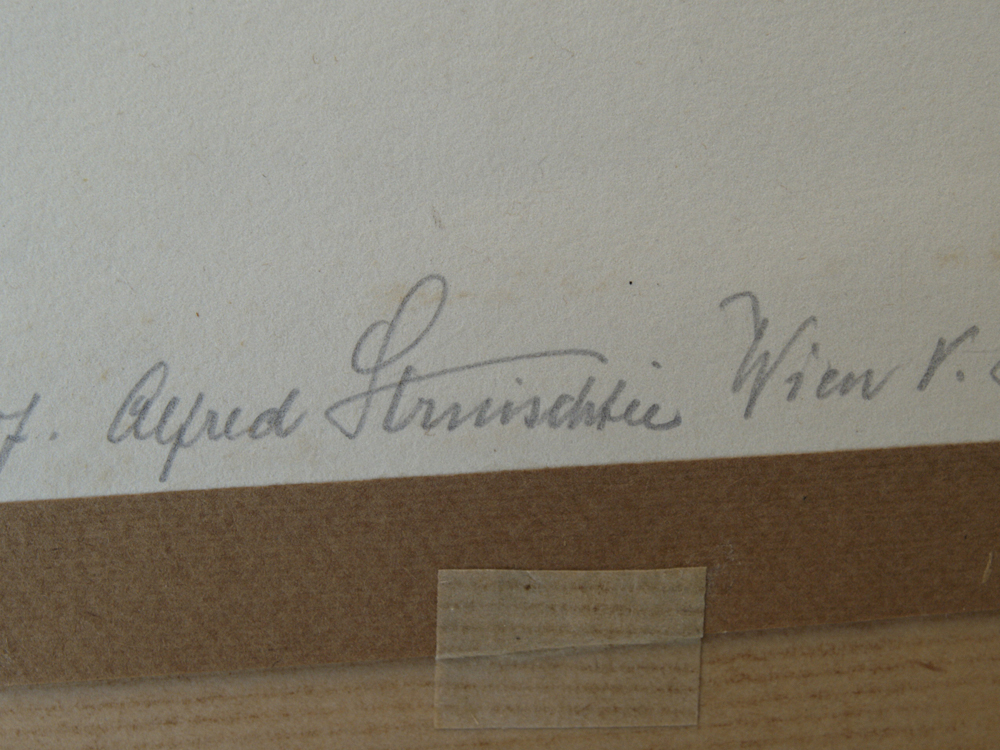 f. Alfred Strnischtie Wien V.